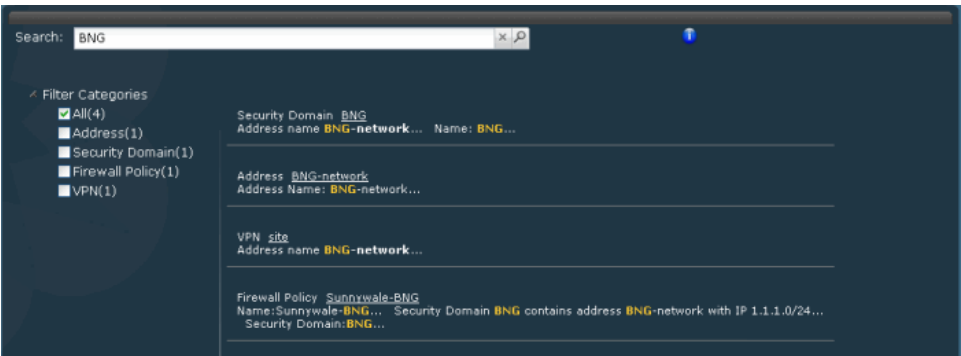 Search: BNG
Filter Categories
All(4)
Address(1)
Security Domain(1)
Firewall Policy(1)
VPN(1)
Security Domain BNG
Address name BNG-network... Name: BNG...
Address BNG-network
Address Name: BNG-network...
VPN site
Address name BNG-network...
Firewall Policy Sunnywale-BNG
Name:Sunnywale-BNG... Security Domain BNG contains address BNG-network with IP 1.1.1.0/24...
Security Domain:BNG...